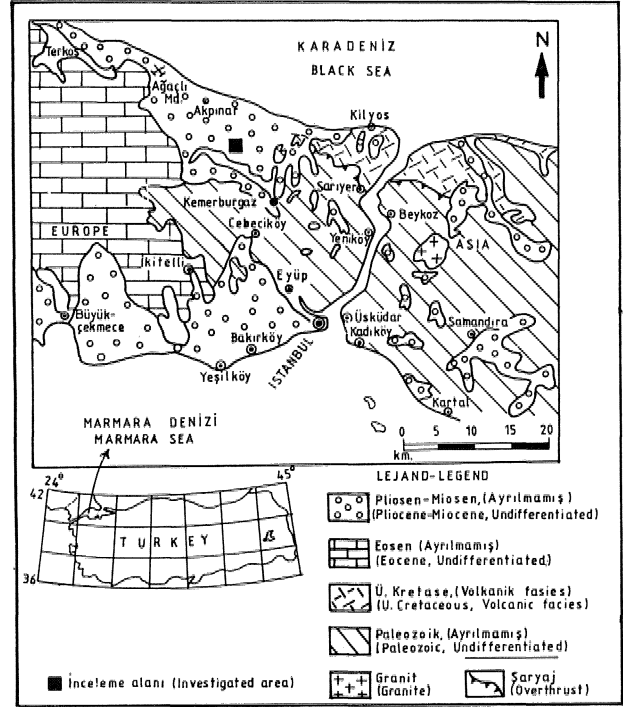 KARADENİZ
BLACK SEA
N
Terkos
Ağaçlı
Md.
Akpınar
Kilyos
Sarıyer
Kemerburgaz
Beykoz
Cebeciköy
Yeniköy
EUROPE
ASIA
İkitelli
Eyüp
Büyük-
çekmece
Üsküdar
Kadıköy
Samandıra
Bakırköy
Yeşilköy
İSTANBUL
Kartal
MARMARA DENİZİ
MARMARA SEA
0 5 10 15 20
km.
24° 45°
42
TURKEY
36
LEJAND-LEGEND
Pliosen-Miosen,(Ayrılmamış)
(Pliocene-Miocene, Undifferentiated)
Eosen (Ayrılmamış)
(Eocene, Undifferentiated)
Ü. Kretase,(Volkanik fasies)
(U. Cretaceous, Volcanic facies)
Paleozoik,(Ayrılmamış)
(Paleozoic, Undifferentiated)
İnceleme alanı (Investigated area)
Granit
(Granite)
Şaryaj
(Overthrust)